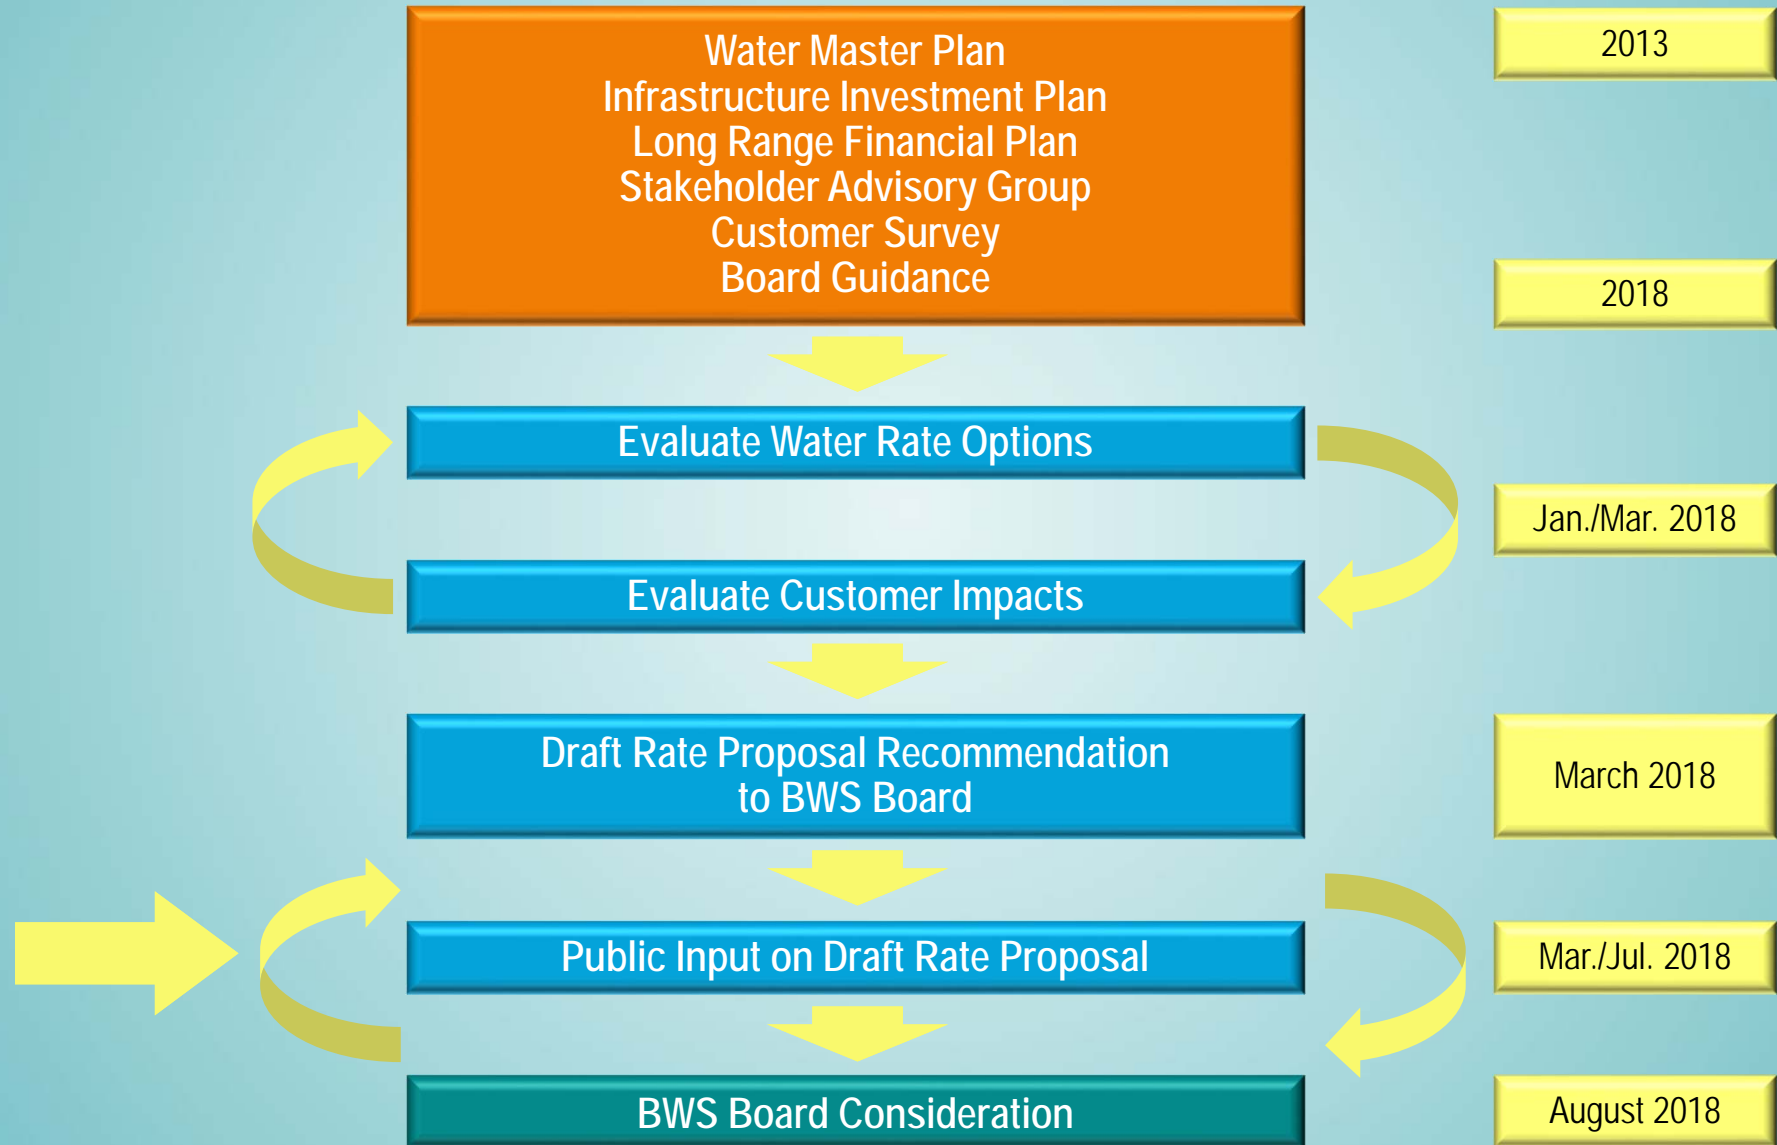 Water Master Plan
Infrastructure Investment Plan
Long Range Financial Plan
Stakeholder Advisory Group
Customer Survey
Board Guidance
2013
2018
Evaluate Water Rate Options
Jan./Mar. 2018
Evaluate Customer Impacts
Draft Rate Proposal Recommendation
to BWS Board
March 2018
Public Input on Draft Rate Proposal
Mar./Jul. 2018
BWS Board Consideration
August 2018